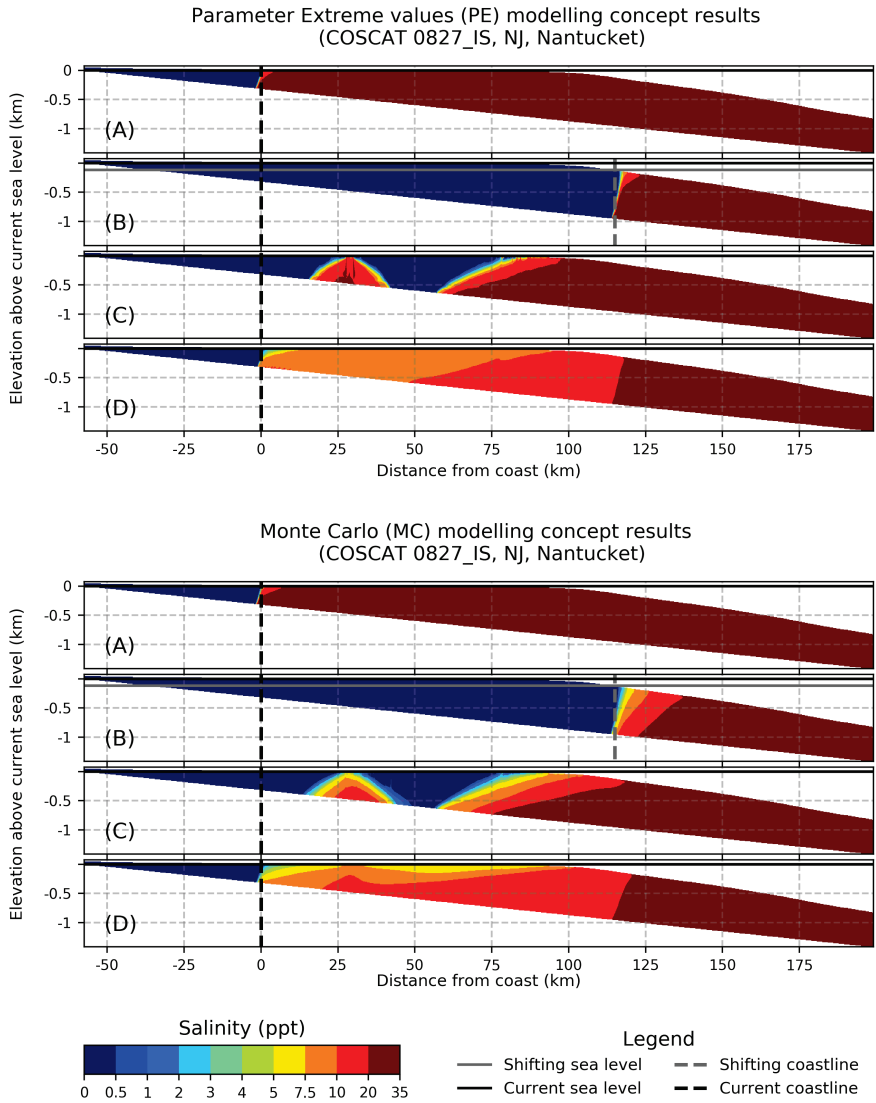 Parameter Extreme values (PE) modelling concept results
(COSCAT 0827_IS, NJ, Nantucket)
Elevation above current sea level (km)
0
-0.5
-1
(A)
-0.5
-1
(B)
-0.5
-1
(C)
-0.5
-1
(D)
-50 -25 0 25 50 75 100 125 150 175
Distance from coast (km)
Monte Carlo (MC) modelling concept results
(COSCAT 0827_IS, NJ, Nantucket)
Elevation above current sea level (km)
0
-0.5
-1
(A)
-0.5
-1
(B)
-0.5
-1
(C)
-0.5
-1
(D)
-50 -25 0 25 50 75 100 125 150 175
Distance from coast (km)
Salinity (ppt)
0 0.5 1 2 3 4 5 7.5 10 20 35
Legend
Shifting sea level
Shifting coastline
Current sea level
Current coastline